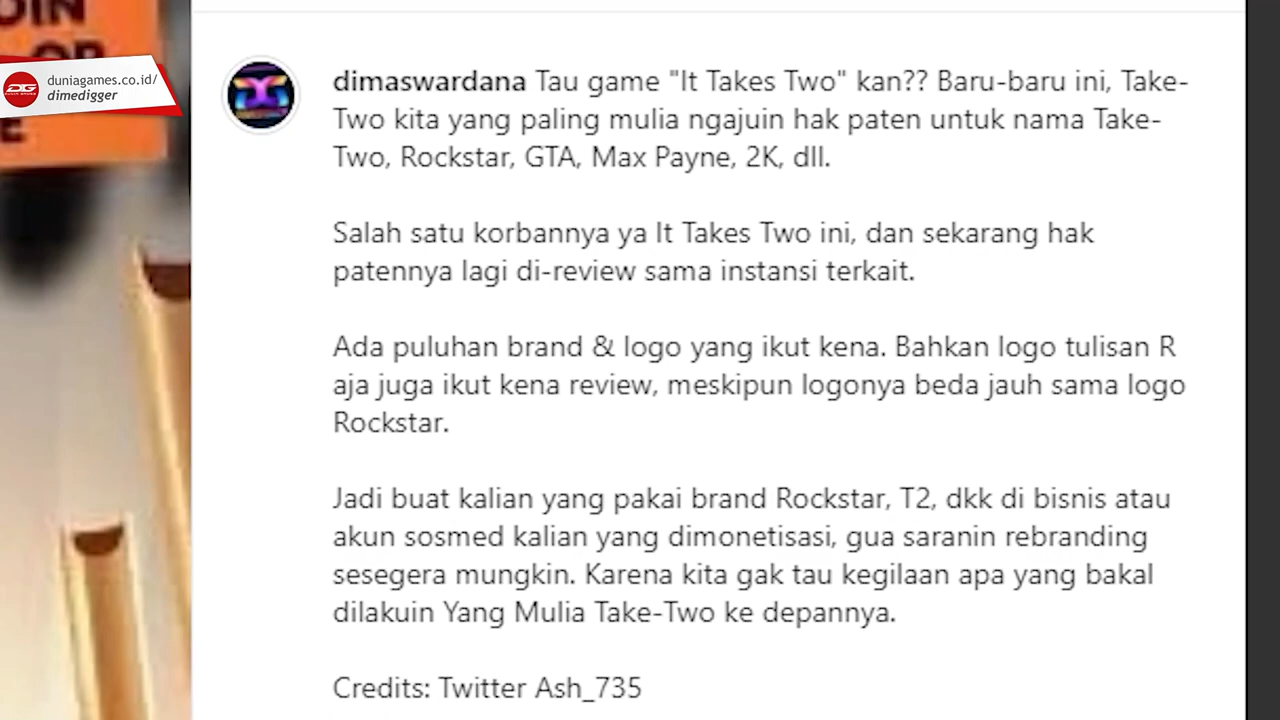 OIN
OR
E
DG
duniagames.co.id/
dimedigger
dimaswardana Tau game "It Takes Two" kan?? Baru-baru ini, Take-
Two kita yang paling mulia ngajuin hak paten untuk nama Take-
Two, Rockstar, GTA, Max Payne, 2K, dll.
Salah satu korbannya ya It Takes Two ini, dan sekarang hak
patennya lagi di-review sama instansi terkait.
Ada puluhan brand & logo yang ikut kena. Bahkan logo tulisan R
aja juga ikut kena review, meskipun logonya beda jauh sama logo
Rockstar.
Jadi buat kalian yang pakai brand Rockstar, T2, dkk di bisnis atau
akun sosmed kalian yang dimonetisasi, gua saranin rebranding
sesegera mungkin. Karena kita gak tau kegilaan apa yang bakal
dilakuin Yang Mulia Take-Two ke depannya.
Credits: Twitter Ash_735